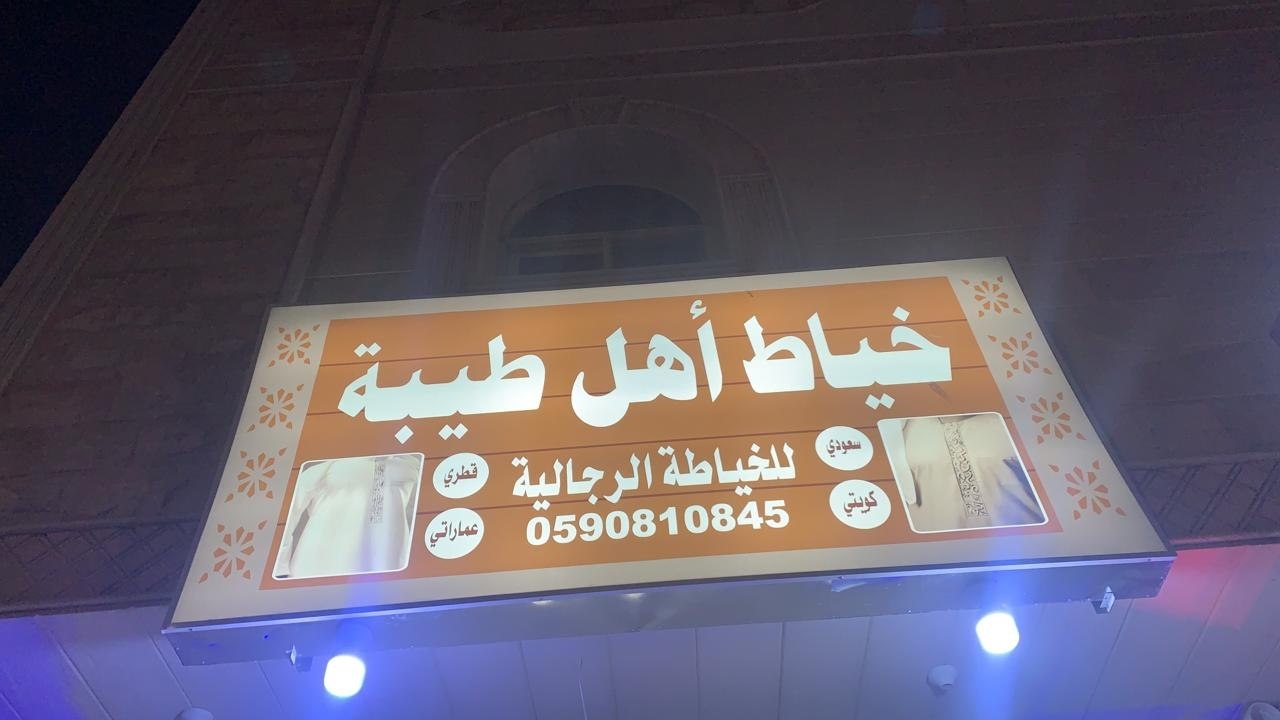 خياط أهل طيبة
للخياطة الرجالية
0590810845
سعودي
كويتي
قطري
عماراتي